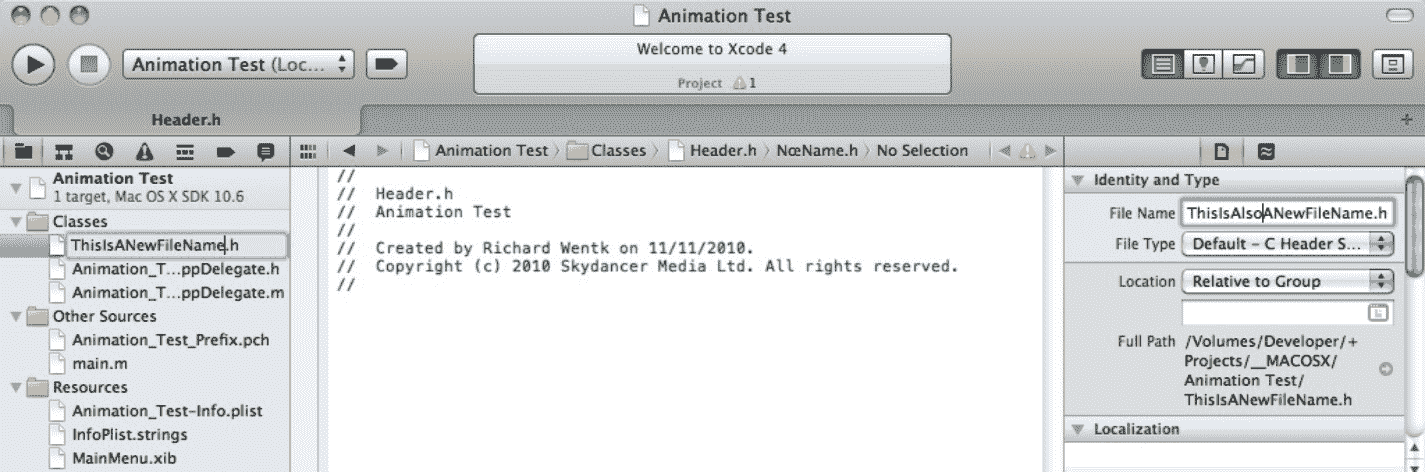 Animation Test
Animation Test (Loc...
Welcome to Xcode 4
Project 1
Header.h
Animation Test
1 target, Mac OS X SDK 10.6
Classes
ThisIsANewFileName.h
Animation_T...ppDelegate.h
Animation_T...ppDelegate.m
Other Sources
Animation_Test_Prefix.pch
main.m
Resources
Animation_Test-Info.plist
InfoPlist.strings
MainMenu.xib
Animation Test Classes Header.h NœName.h No Selection
//
// Header.h
// Animation Test
//
// Created by Richard Wentk on 11/11/2010.
// Copyright (c) 2010 Skydancer Media Ltd. All rights reserved.
//
Identity and Type
File Name ThisIsAlsoANewFileName.h
File Type Default - C Header S...
Location Relative to Group
Full Path /Volumes/Developer/+
Projects/__MACOSX/
Animation Test/
ThisIsANewFileName.h
Localization